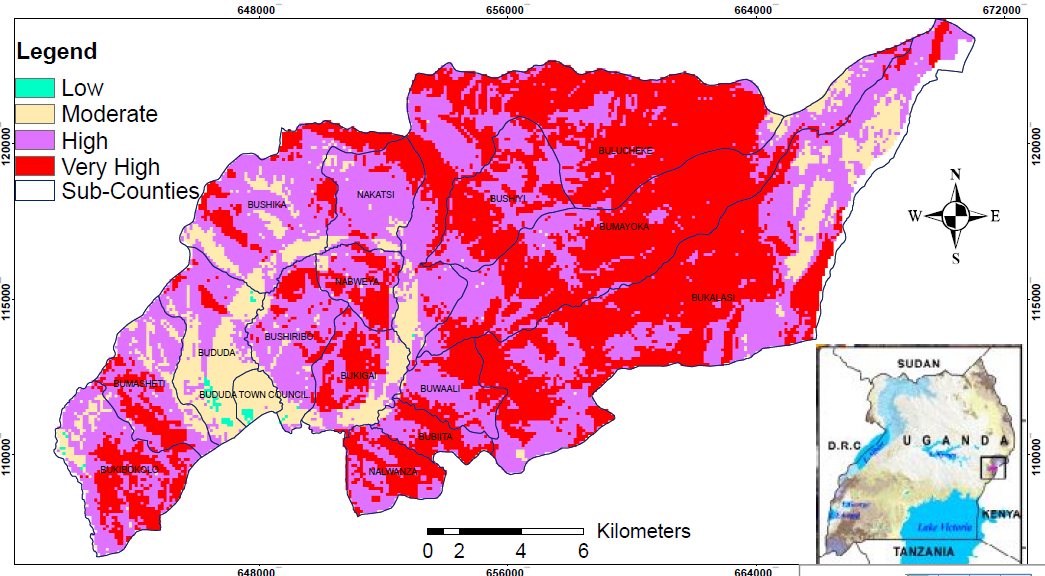 648000
656000
664000
672000
Legend
Low
Moderate
High
Very High
Sub-Counties
120000
120000
BULUCHEKE
NAKATSI
BUSHIYI
BUSHIKA
BUMAYOKA
N
W
E
S
NABWEYA
BUKALASI
115000
115000
BUSHIRIBO
BUDUDA
BUKIGAI
BUMASHETI
BUWAALI
BUDUDA TOWN COUNCIL
BUBIITA
BUKIBOKOLO
NALWANZA
110000
110000
SUDAN
D.R.C
UGANDA
KENYA
Lake Victoria
TANZANIA
Kilometers
0 2 4 6
648000
656000
664000